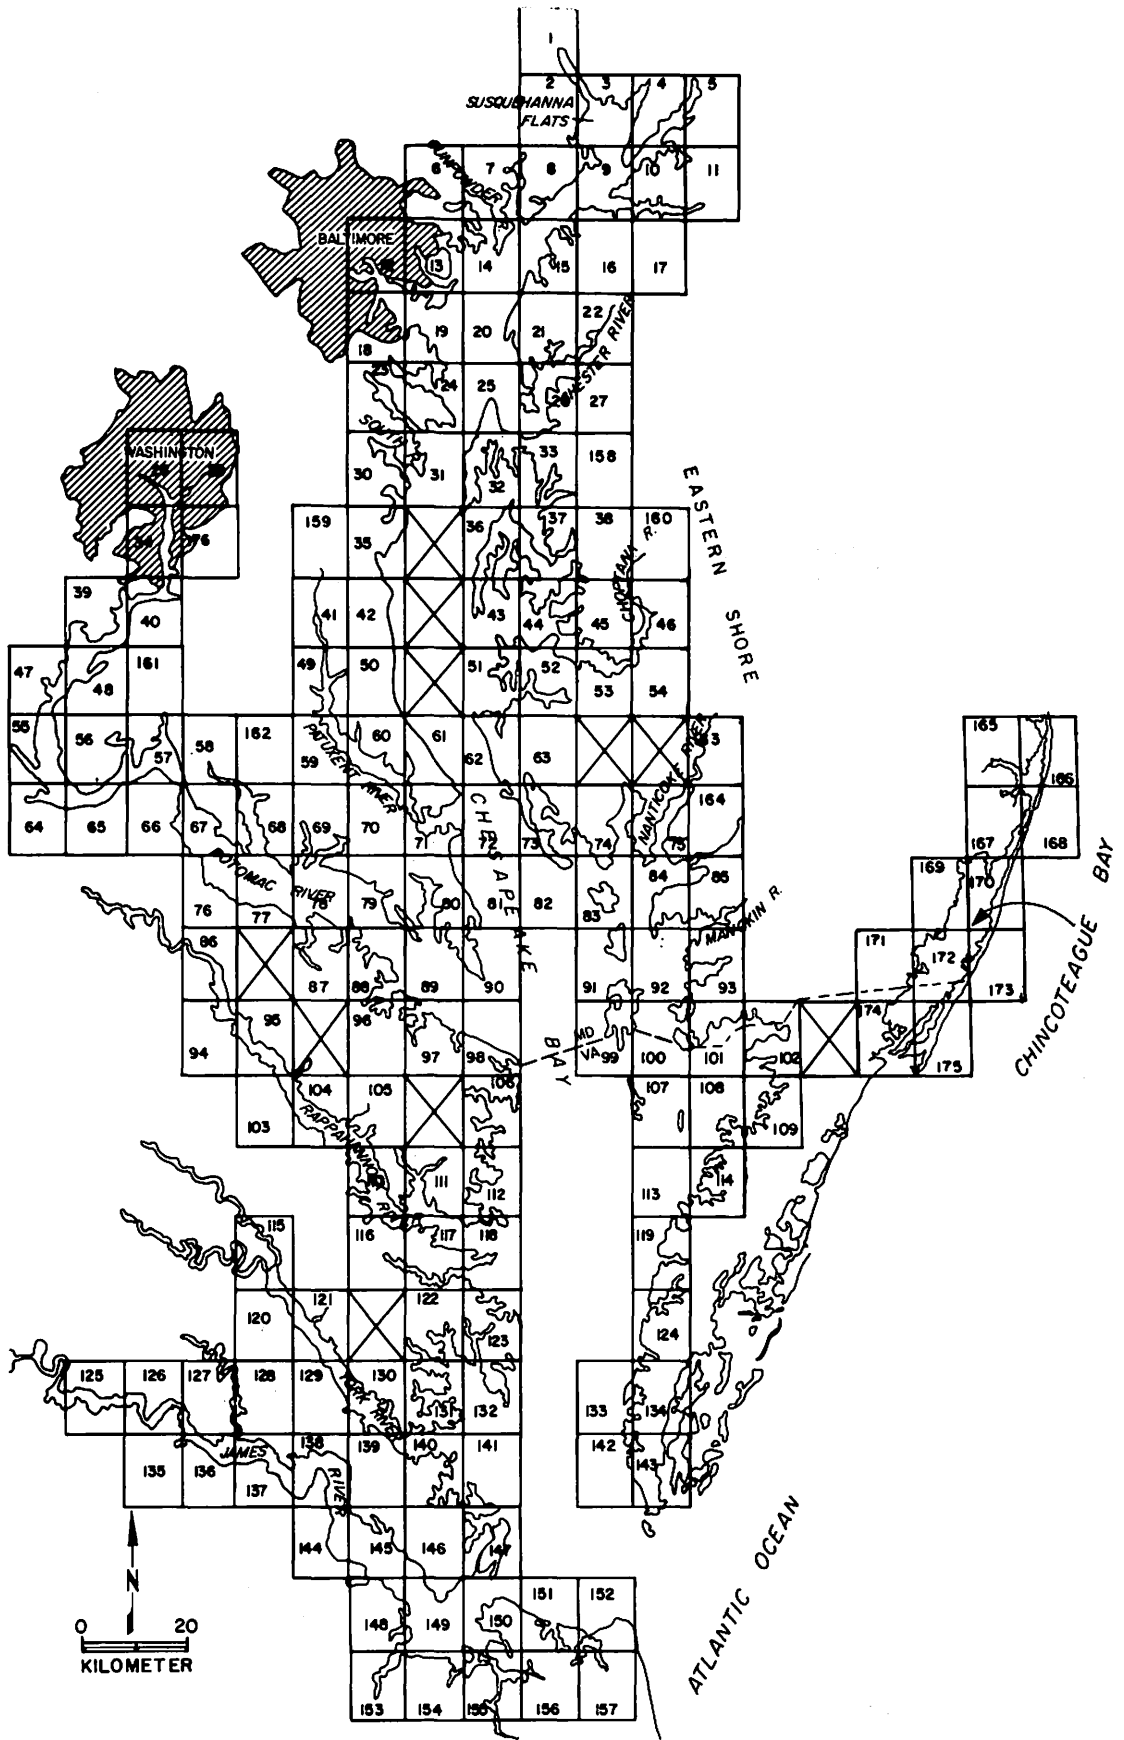 1
2 3 4 5
SUSQUEHANNA
FLATS
6 7 8 9 10 11
GUNPOWDER R.
BALTIMORE
13 14 15 16 17
18 19 20 21 22
CHESTER RIVER
23 24 25 26 27
SOUTH
WASHINGTON
30 31 32 33 158
EASTERN SHORE
159 35 36 37 38 160
CHOPTANK R.
39 41 42 43 44 45 46
40
47 48 161 49 50 51 52 53 54
55 56 57 58 162 59 60 61 62 63
PATUXENT RIVER
NANTICOKE RIVER
165 166
64 65 66 67 68 69 70 71 72 73 74 75 164
167 168
CHESAPEAKE
BAY
POTOMAC RIVER
76 77 78 79 80 81 82 83 84 85
169 170
MANOKIN R.
86 87 88 89 90 91 92 93
171 172 173
CHINCOTEAGUE BAY
94 95 96 97 98
MD
VA
99 100 101 102
174 175
103 104 105 106 107 108 109
RAPPAHANNOCK RIV
111 112 113 114
115 116 117 118 119
120 121 122 123 124
125 126 127 128 129 130 131 132 133 134
YORK RIVER
JAMES RIVER
135 136 137 138 139 140 141 142 143
144 145 146 147
ATLANTIC OCEAN
N
0 20
KILOMETER
148 149 150 151 152
153 154 155 156 157